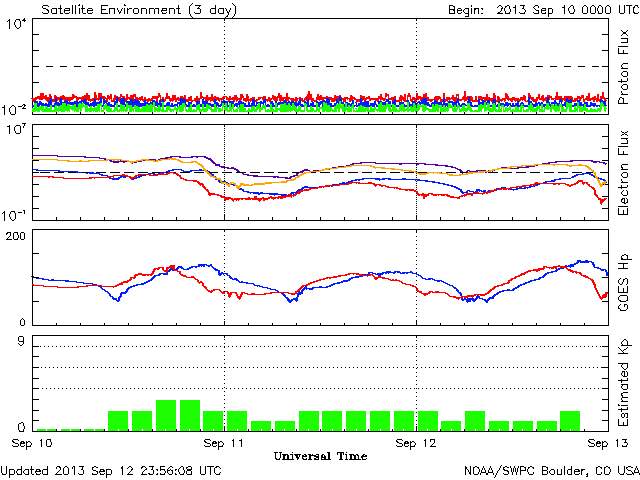 Satellite Environment (3 day) Begin: 2013 Sep 10 0000 UTC
10⁴
10⁻²
Proton Flux
10⁷
10⁻¹
Electron Flux
200
0
GOES Hp
9
0
Estimated Kp
Sep 10 Sep 11 Sep 12 Sep 13
Universal Time
Updated 2013 Sep 12 23:56:08 UTC NOAA/SWPC Boulder, CO USA